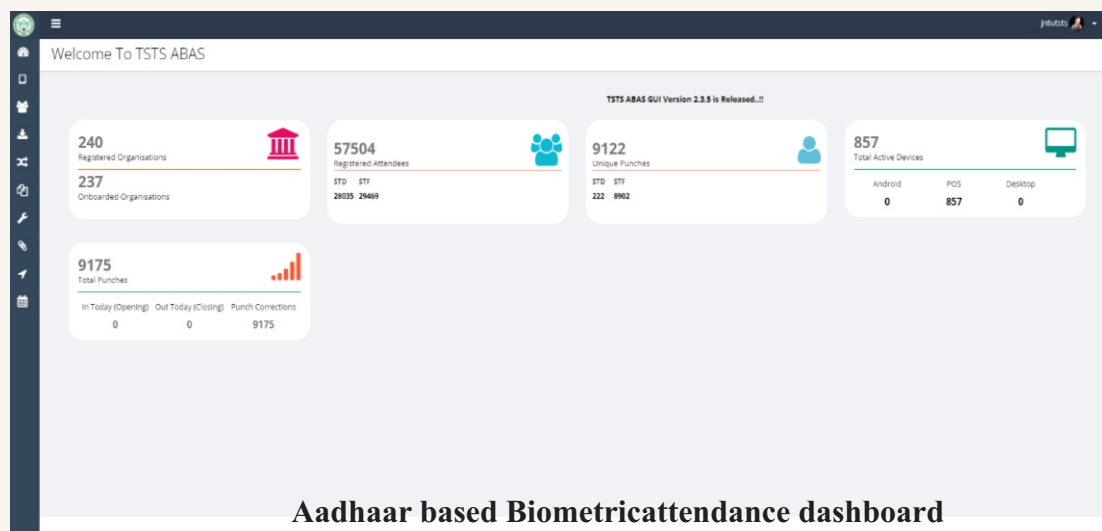 jntutsts
Welcome To TSTS ABAS
TSTS ABAS GUI Version 2.3.5 is Released..!!
240
Registered Organisations
237
Onboarded Organisations
57504
Registered Attendees
STD STF
28035 29469
9122
Unique Punches
STD STF
222 8902
857
Total Active Devices
Android POS Desktop
0 857 0
9175
Total Punches
In Today (Opening) Out Today (Closing) Punch Corrections
0 0 9175
Aadhaar based Biometricattendance dashboard